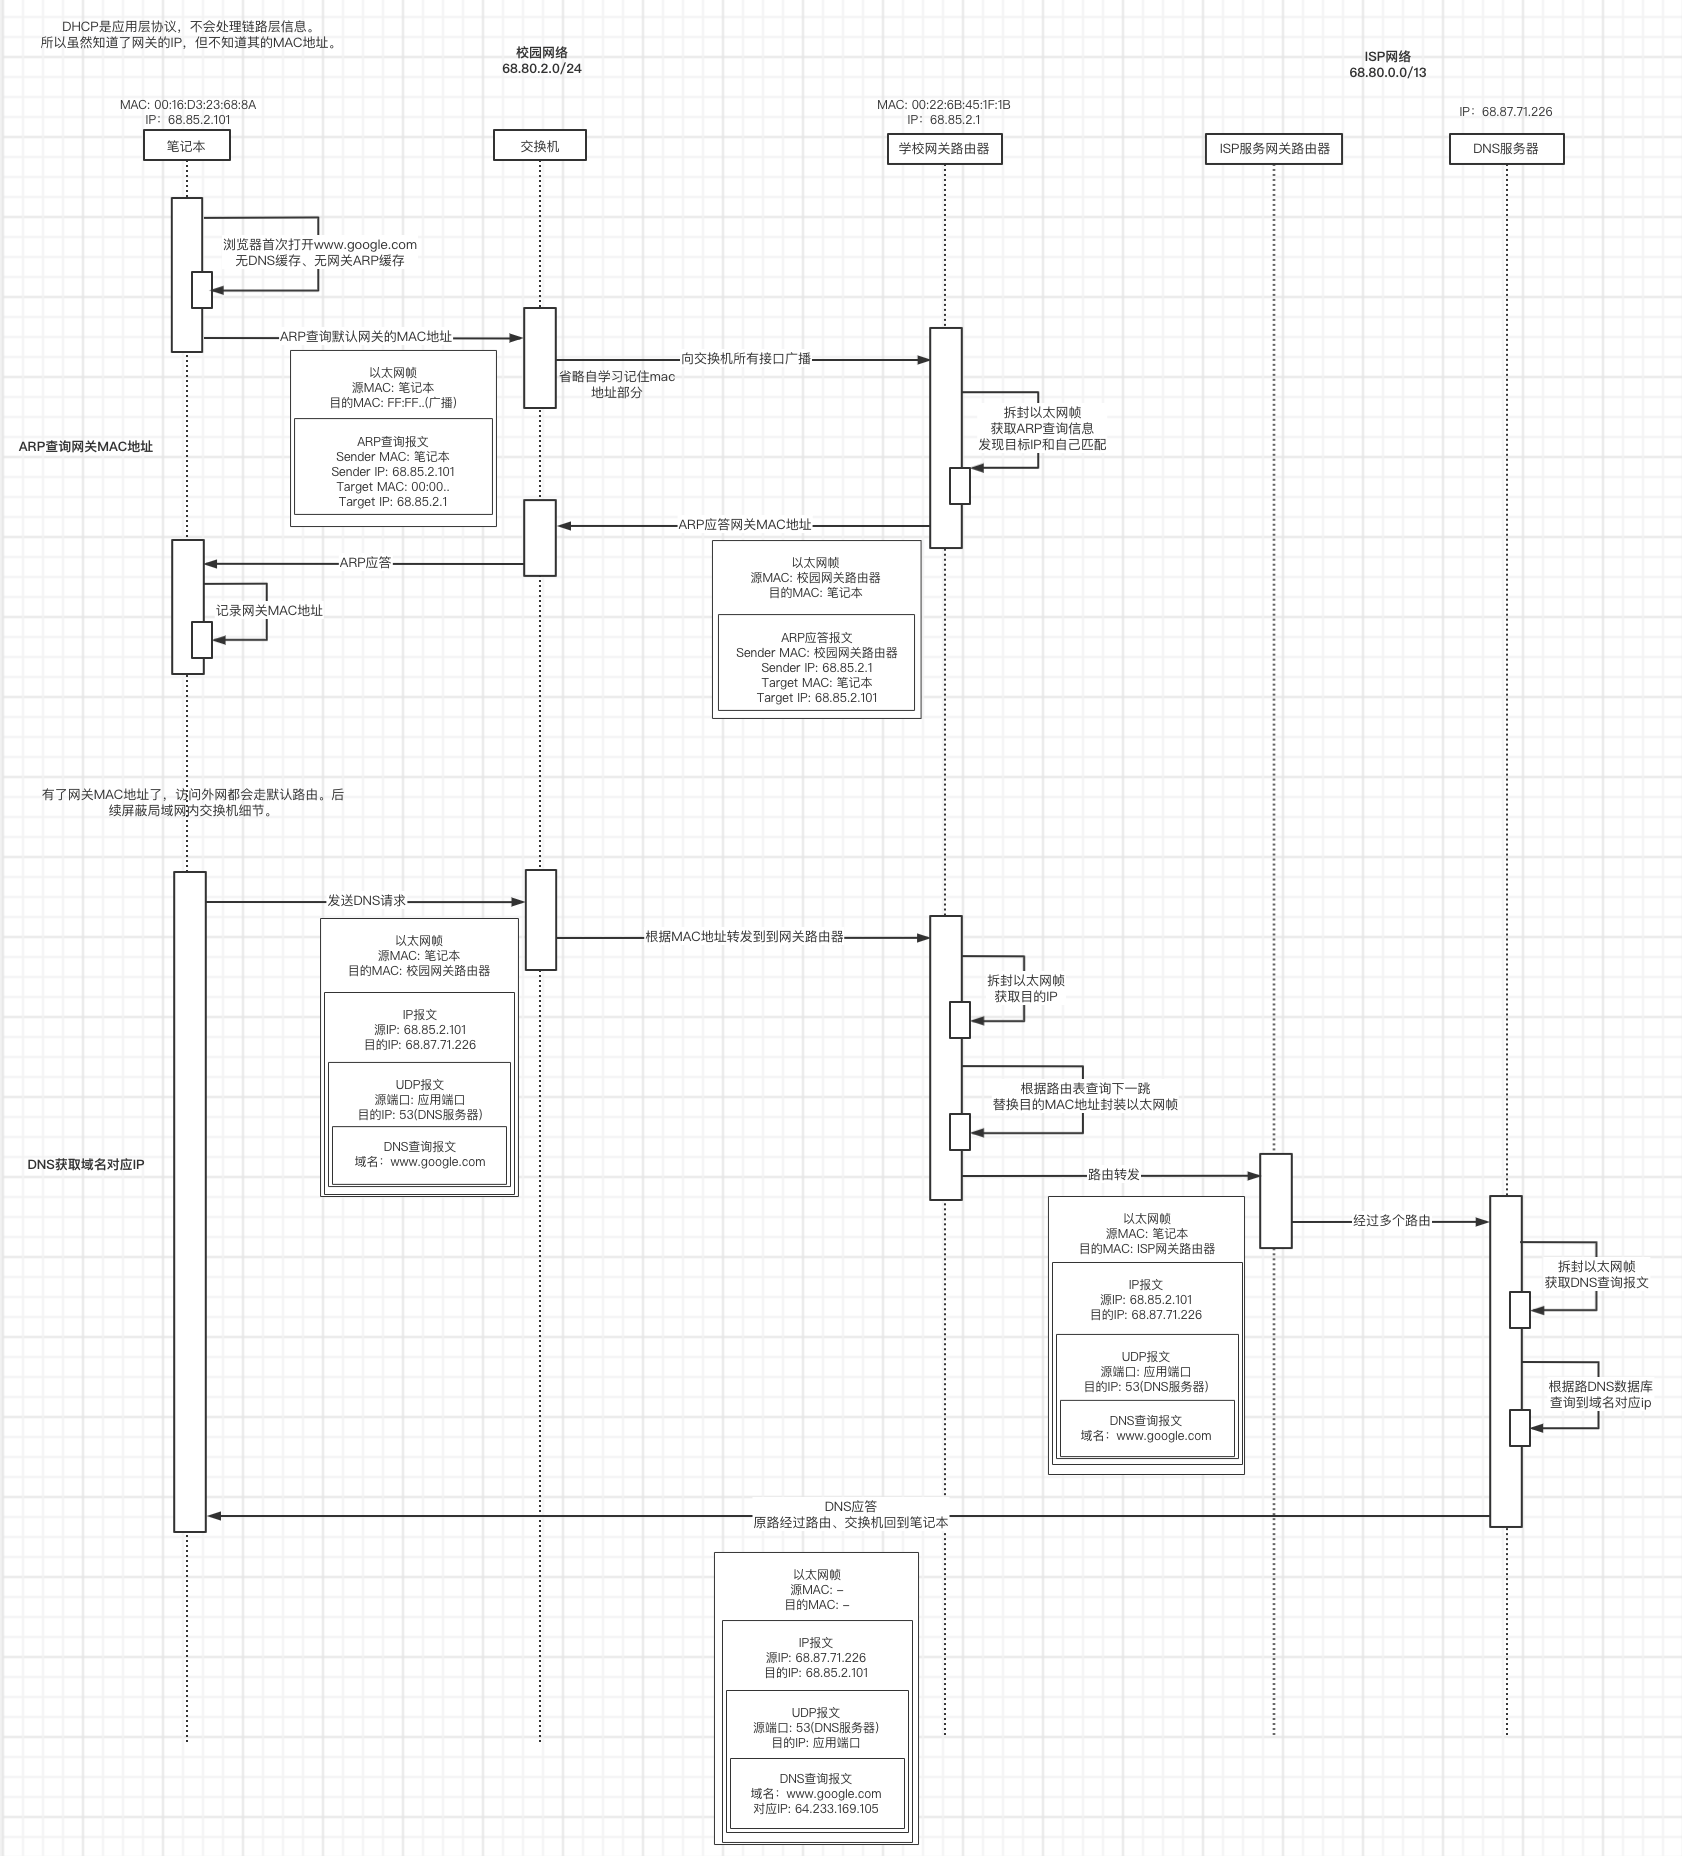 DHCP是应用层协议，不会处理链路层信息。
所以虽然知道了网关的IP，但不知道其的MAC地址。
校园网络
68.80.2.0/24
ISP网络
68.80.0.0/13
MAC: 00:16:D3:23:68:8A
IP：68.85.2.101
MAC: 00:22:6B:45:1F:1B
IP：68.85.2.1
IP：68.87.71.226
笔记本
交换机
学校网关路由器
ISP服务网关路由器
DNS服务器
浏览器首次打开www.google.com
无DNS缓存、无网关ARP缓存
ARP查询默认网关的MAC地址
向交换机所有接口广播
省略自学习记住mac
地址部分
以太网帧
源MAC: 笔记本
目的MAC: FF:FF..(广播)
ARP查询报文
Sender MAC: 笔记本
Sender IP: 68.85.2.101
Target MAC: 00:00..
Target IP: 68.85.2.1
拆封以太网帧
获取ARP查询信息
发现目标IP和自己匹配
ARP查询网关MAC地址
ARP应答网关MAC地址
ARP应答
记录网关MAC地址
以太网帧
源MAC: 校园网关路由器
目的MAC: 笔记本
ARP应答报文
Sender MAC: 校园网关路由器
Sender IP: 68.85.2.1
Target MAC: 笔记本
Target IP: 68.85.2.101
有了网关MAC地址了，访问外网都会走默认路由。后
续屏蔽局域网内交换机细节。
发送DNS请求
根据MAC地址转发到到网关路由器
以太网帧
源MAC: 笔记本
目的MAC: 校园网关路由器
IP报文
源IP: 68.85.2.101
目的IP: 68.87.71.226
UDP报文
源端口: 应用端口
目的IP: 53(DNS服务器)
DNS查询报文
域名：www.google.com
拆封以太网帧
获取目的IP
根据路由表查询下一跳
替换目的MAC地址封装以太网帧
DNS获取域名对应IP
路由转发
经过多个路由
以太网帧
源MAC: 笔记本
目的MAC: ISP网关路由器
IP报文
源IP: 68.85.2.101
目的IP: 68.87.71.226
UDP报文
源端口: 应用端口
目的IP: 53(DNS服务器)
DNS查询报文
域名：www.google.com
拆封以太网帧
获取DNS查询报文
根据路DNS数据库
查询到域名对应ip
DNS应答
原路经过路由、交换机回到笔记本
以太网帧
源MAC: –
目的MAC: –
IP报文
源IP: 68.87.71.226
目的IP: 68.85.2.101
UDP报文
源端口: 53(DNS服务器)
目的IP: 应用端口
DNS查询报文
域名：www.google.com
对应IP: 64.233.169.105